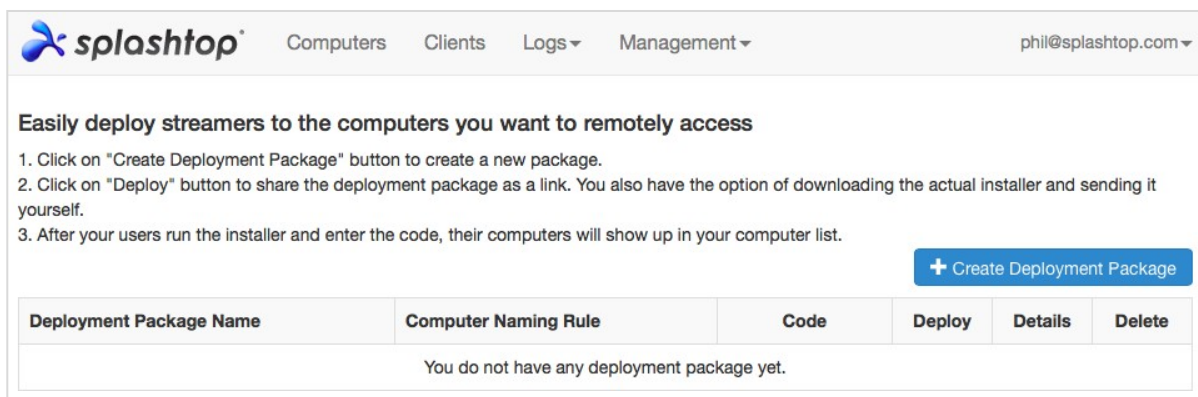 splashtop Computers Clients Logs Management phil@splashtop.com
Easily deploy streamers to the computers you want to remotely access
1. Click on "Create Deployment Package" button to create a new package.
2. Click on "Deploy" button to share the deployment package as a link. You also have the option of downloading the actual installer and sending it
yourself.
3. After your users run the installer and enter the code, their computers will show up in your computer list.
+ Create Deployment Package
Deployment Package Name Computer Naming Rule Code Deploy Details Delete
You do not have any deployment package yet.